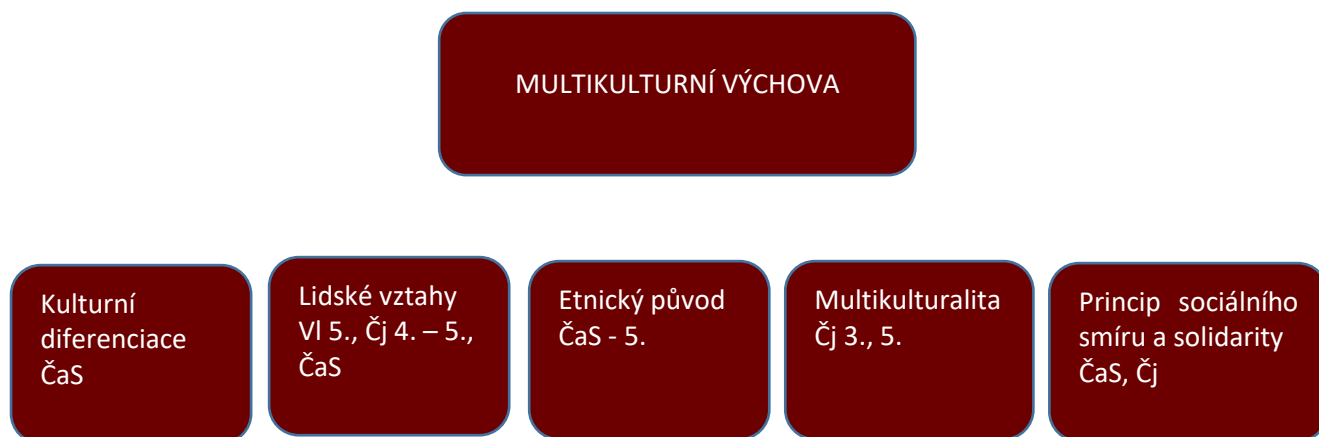 MULTIKULTURNÍ VÝCHOVA
Kulturní
diferenciace
ČaS
Lidské vztahy
Vl 5., Čj 4. – 5.,
ČaS
Etnický původ
ČaS - 5.
Multikulturalita
Čj 3., 5.
Princip sociálního
smíru a solidarity
ČaS, Čj